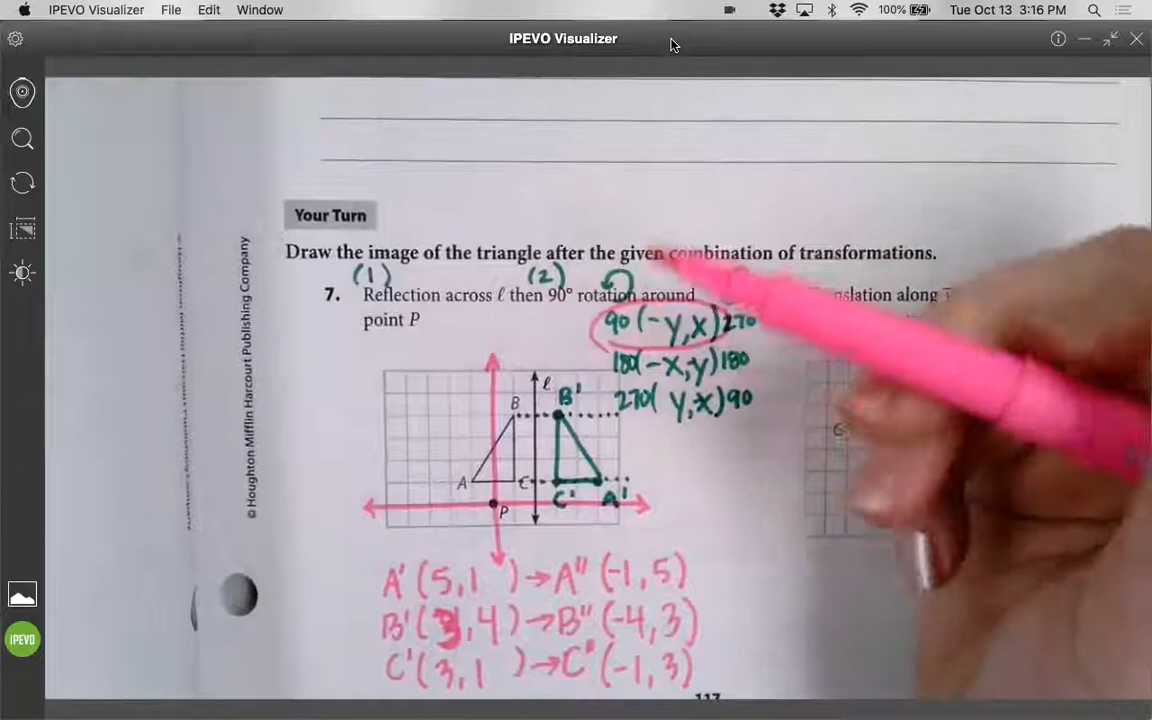 IPEVO Visualizer File Edit Window 100% Tue Oct 13 3:16 PM
IPEVO Visualizer
Your Turn
Draw the image of the triangle after the given combination of transformations.
(1) (2)
7. Reflection across ℓ then 90° rotation around
point P
slation along
90 (-y,x) 270
180(-x,-y) 180
270( y,x) 90
ℓ
B B'
A C C' A'
P
A' (5,1 ) → A'' (-1,5)
B' (3,4 ) → B'' (-4,3)
C' (3,1 ) → C'' (-1,3)
117
© Houghton Mifflin Harcourt Publishing Company
IPEVO